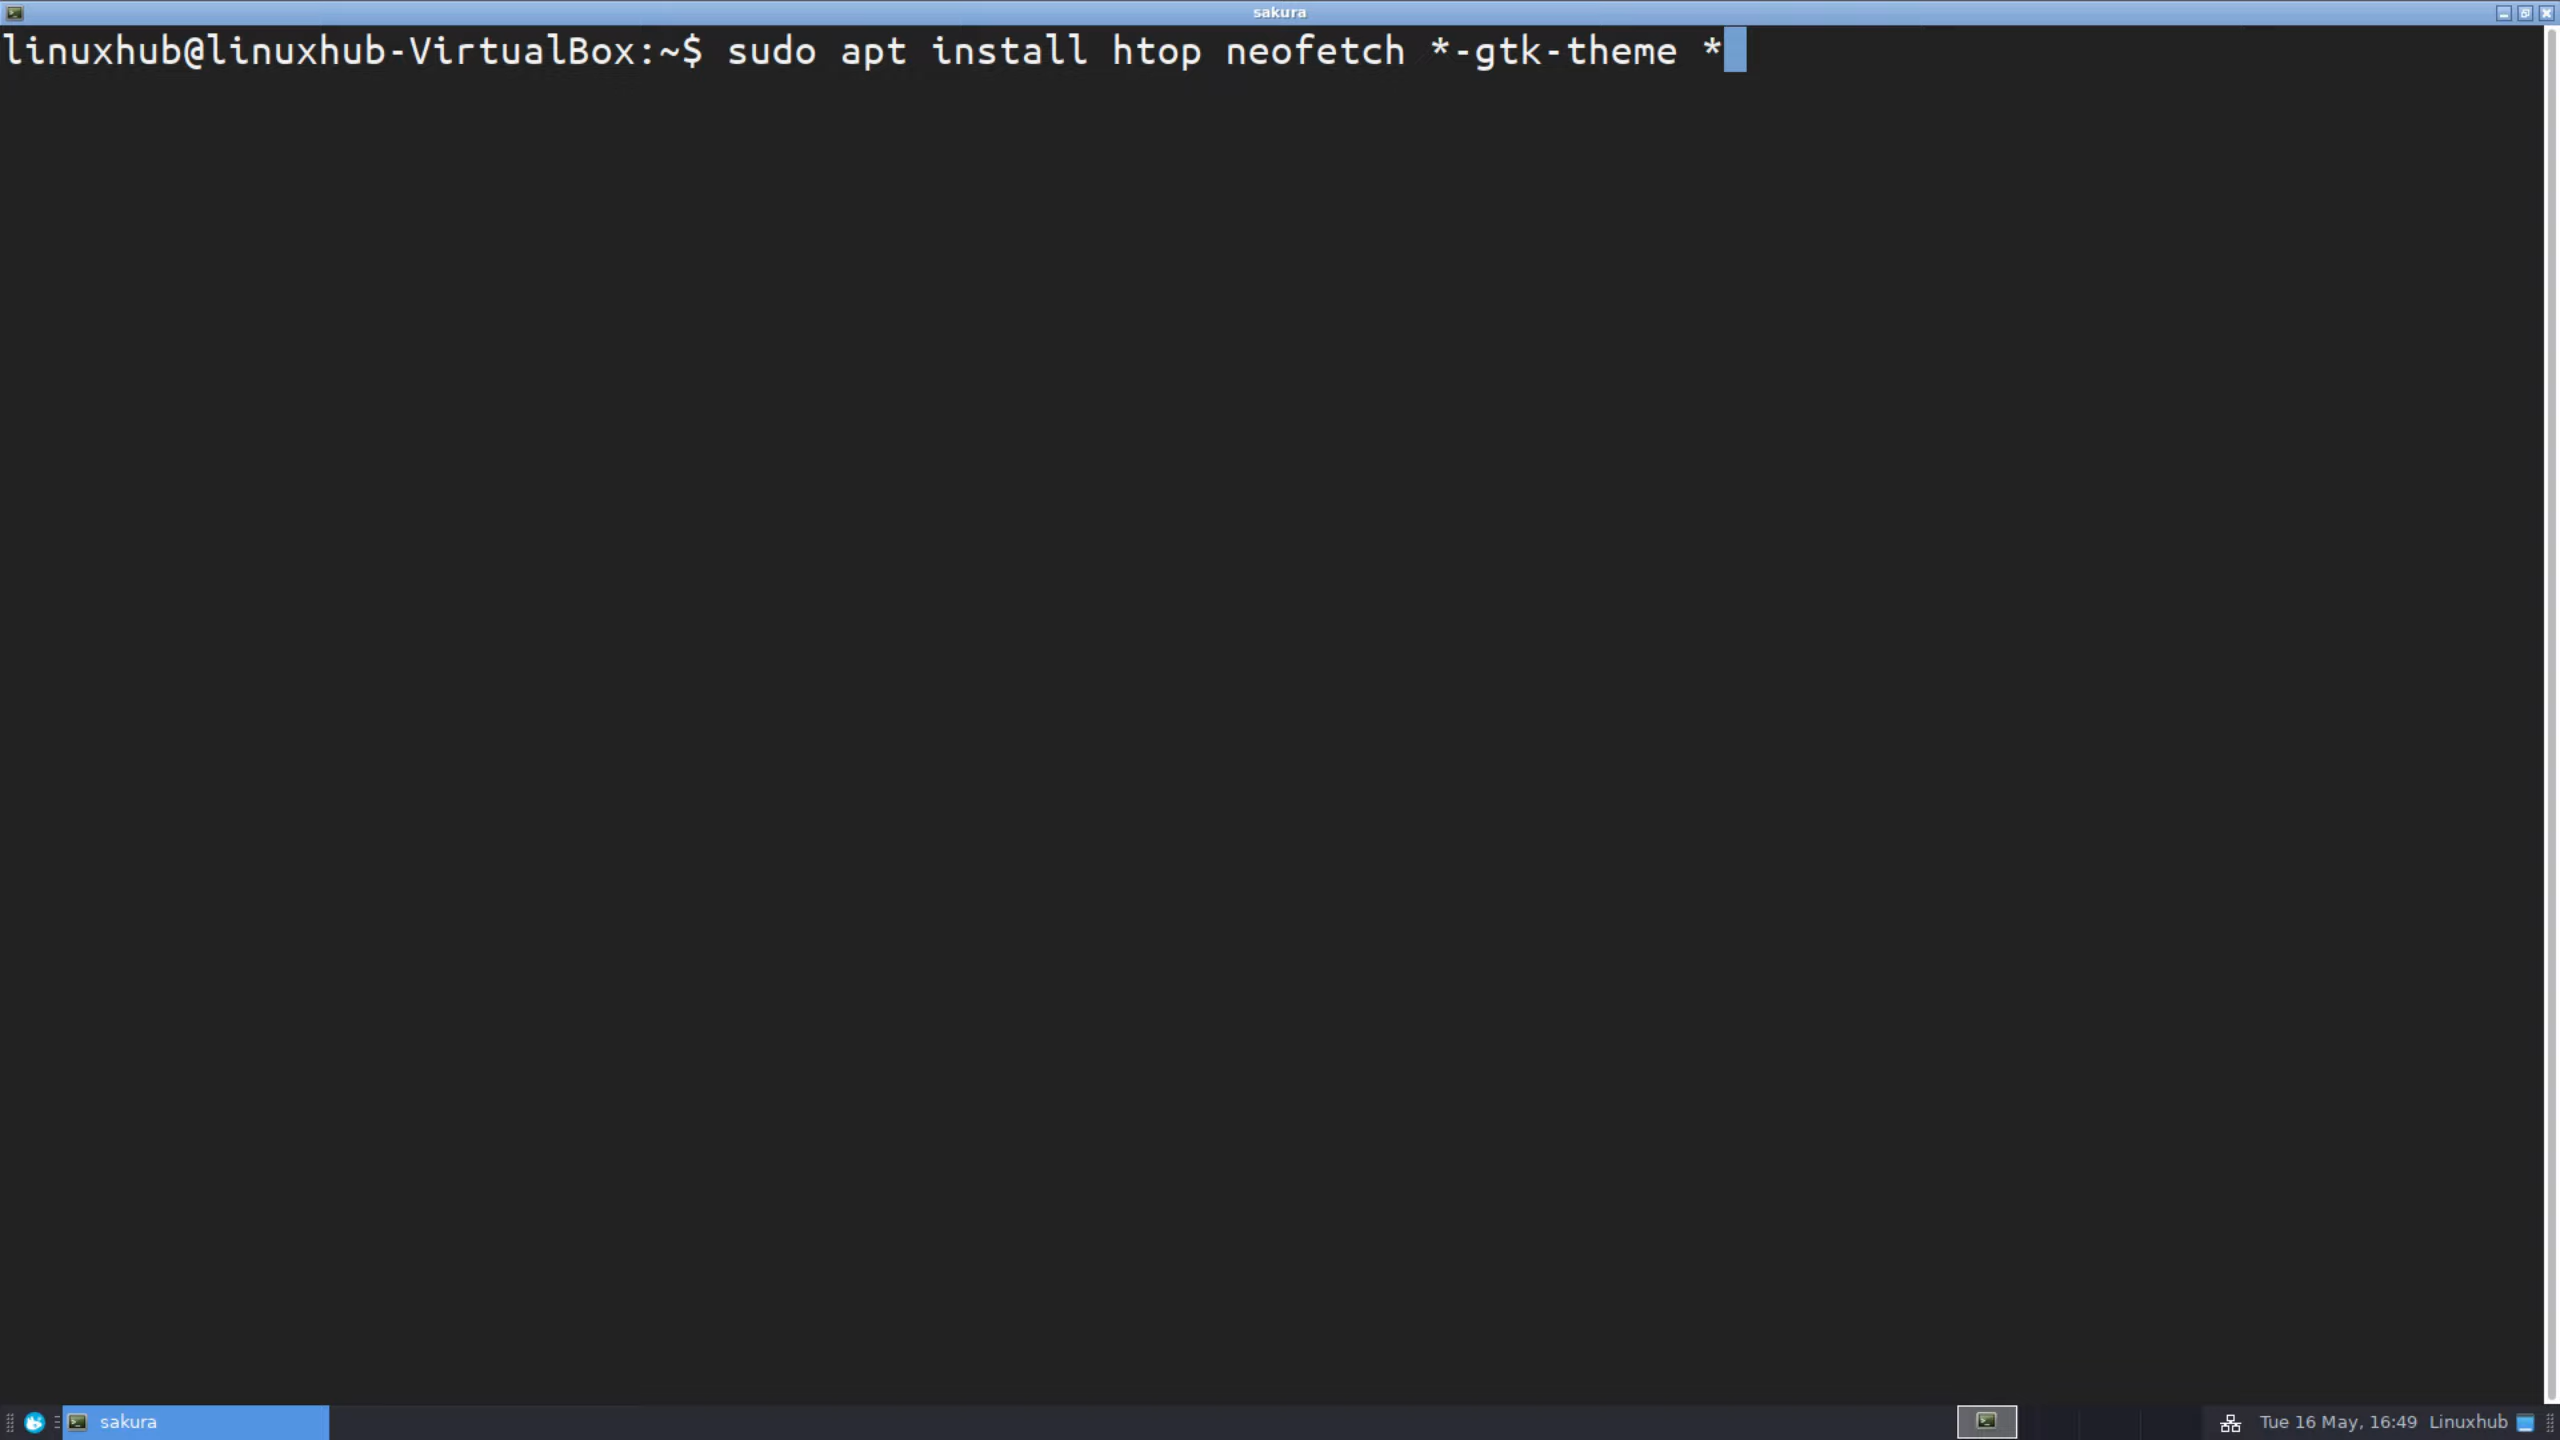 sakura
linuxhub@linuxhub-VirtualBox:~$ sudo apt install htop neofetch *-gtk-theme *
sakura
Tue 16 May, 16:49 Linuxhub